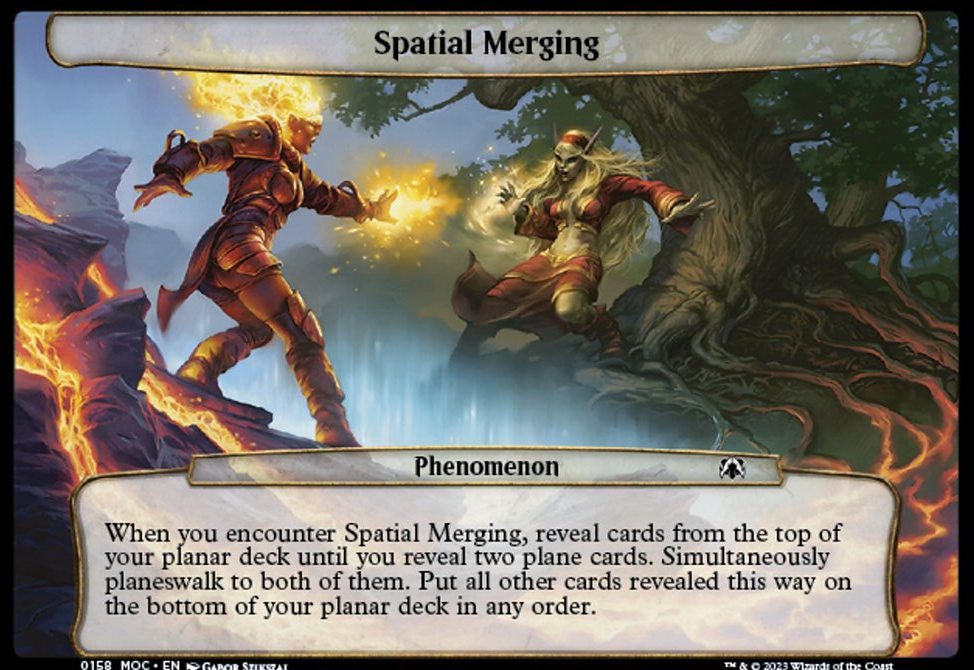 Spatial Merging
Phenomenon
When you encounter Spatial Merging, reveal cards from the top of
your planar deck until you reveal two plane cards. Simultaneously
planeswalk to both of them. Put all other cards revealed this way on
the bottom of your planar deck in any order.
0158 MOC • EN GABOR SZIKSZAI
™ & © 2023 Wizards of the Coast